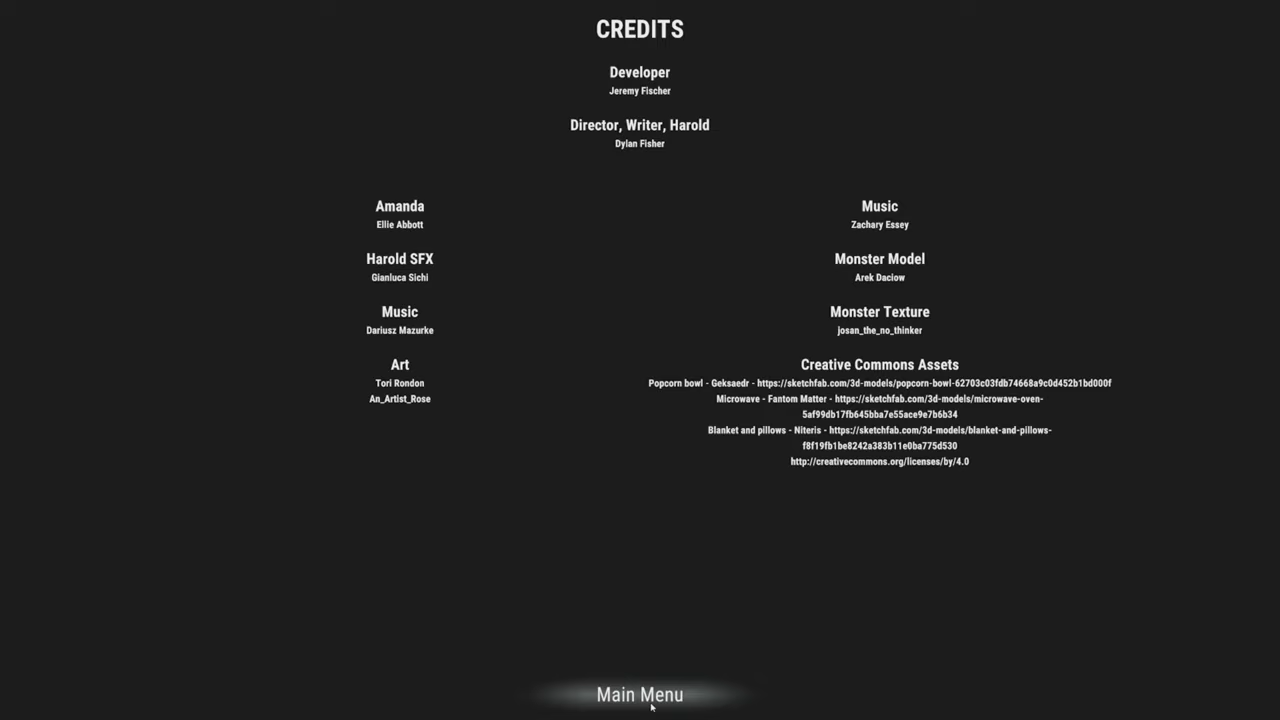 CREDITS
Developer
Jeremy Fischer
Director, Writer, Harold
Dylan Fisher
Amanda
Ellie Abbott
Harold SFX
Gianluca Sichi
Music
Dariusz Mazurke
Art
Tori Rondon
An_Artist_Rose
Music
Zachary Essey
Monster Model
Arek Daciow
Monster Texture
josan_the_no_thinker
Creative Commons Assets
Popcorn bowl - Geksaedr - https://sketchfab.com/3d-models/popcorn-bowl-62703c03fdb74668a9c0d452b1bd000f
Microwave - Fantom Matter - https://sketchfab.com/3d-models/microwave-oven-
5af99db17fb645bba7e55ace9e7b6b34
Blanket and pillows - Niteris - https://sketchfab.com/3d-models/blanket-and-pillows-
f8f19fb1be8242a383b11e0ba775d530
http://creativecommons.org/licenses/by/4.0
Main Menu